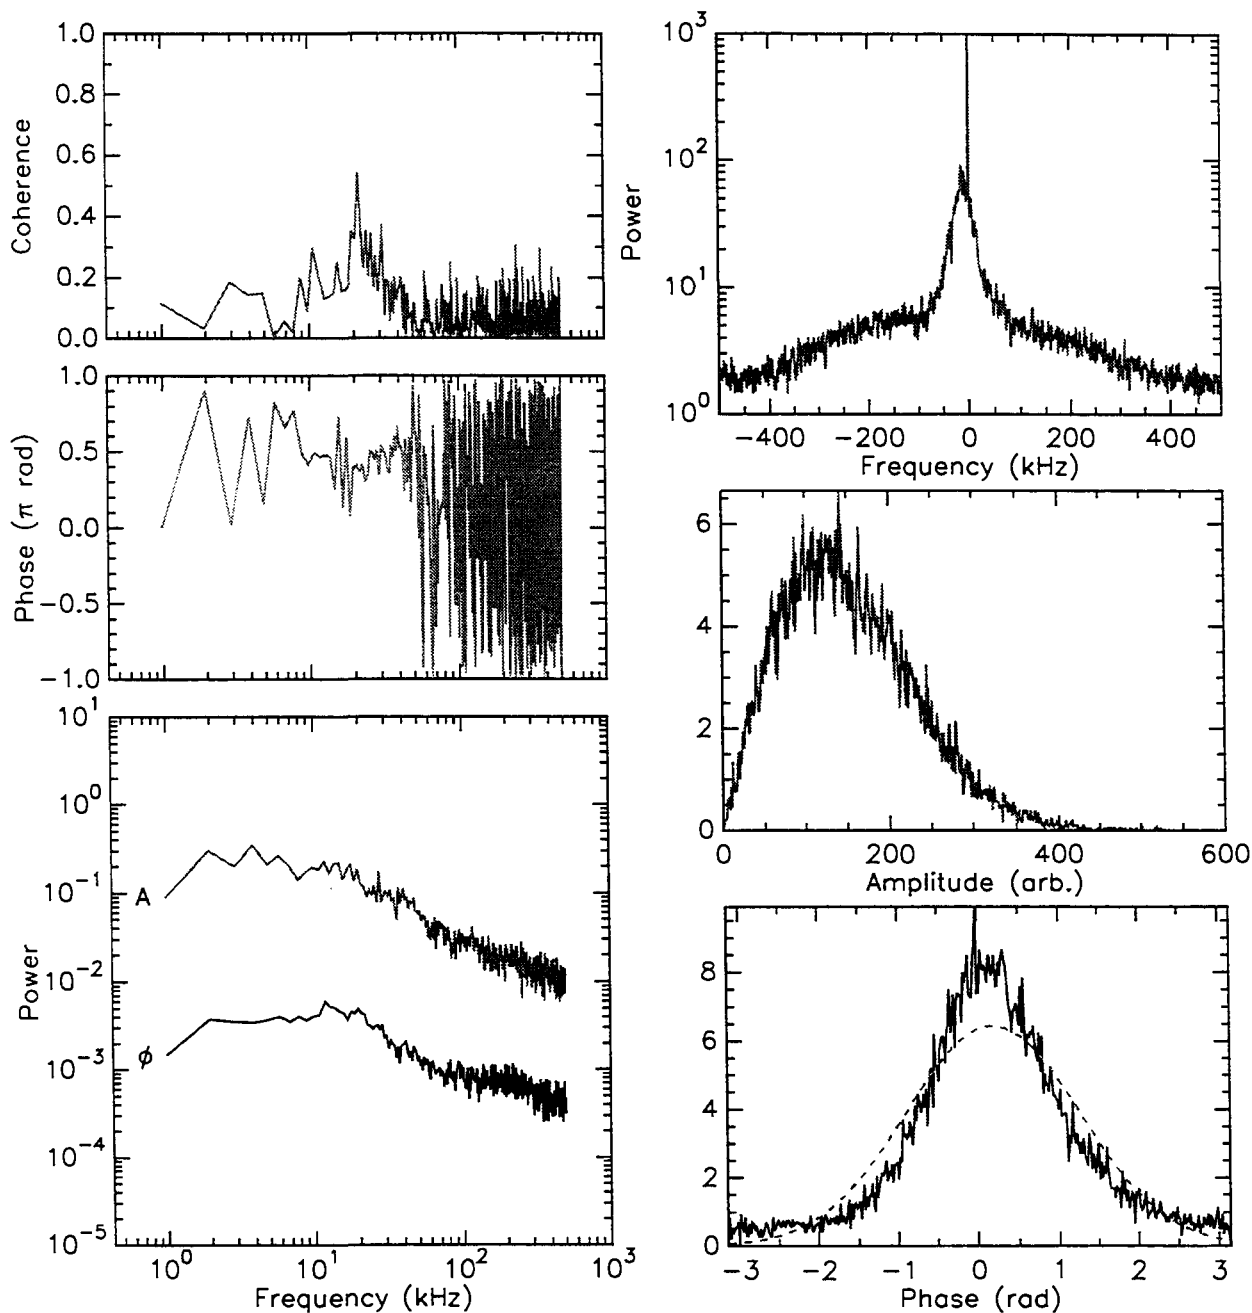 1.0
0.8
0.6
0.4
0.2
0.0
Coherence
1.0
0.5
0.0
−0.5
−1.0
Phase (π rad)
10^1
10^0
10^-1
10^-2
10^-3
10^-4
10^-5
Power
A
ϕ
10^0 10^1 10^2 10^3
Frequency (kHz)
10^3
10^2
10^1
10^0
Power
−400 −200 0 200 400
Frequency (kHz)
6
4
2
0
0 200 400 600
Amplitude (arb.)
8
6
4
2
0
−3 −2 −1 0 1 2 3
Phase (rad)